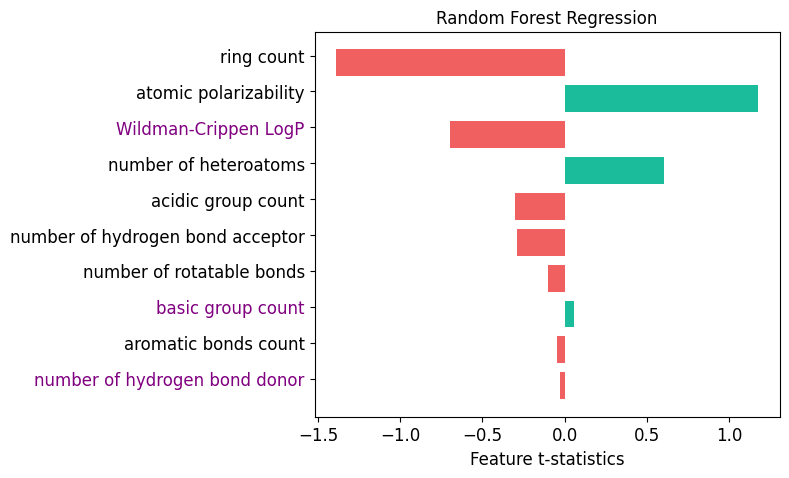 Random Forest Regression
ring count
atomic polarizability
Wildman-Crippen LogP
number of heteroatoms
acidic group count
number of hydrogen bond acceptor
number of rotatable bonds
basic group count
aromatic bonds count
number of hydrogen bond donor
−1.5 −1.0 −0.5 0.0 0.5 1.0
Feature t-statistics